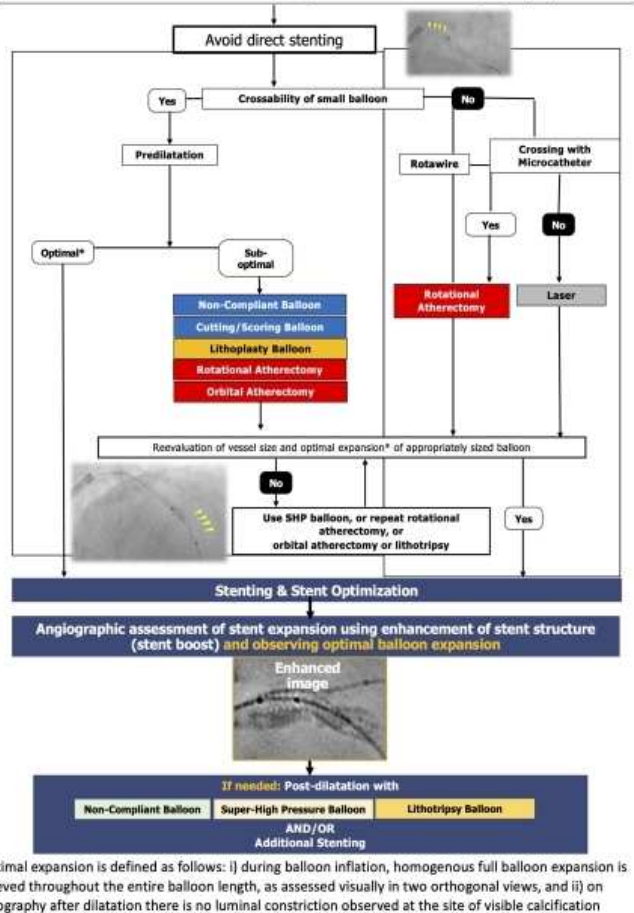 Avoid direct stenting
Crossability of small balloon
Yes
No
Predilatation
Rotawire
Crossing with
Microcatheter
Yes
No
Optimal*
Sub-
optimal
Non-Compliant Balloon
Cutting/Scoring Balloon
Lithoplasty Balloon
Rotational Atherectomy
Orbital Atherectomy
Rotational
Atherectomy
Laser
Reevaluation of vessel size and optimal expansion* of appropriately sized balloon
No
Use SHP balloon, or repeat rotational
atherectomy, or
orbital atherectomy or lithotripsy
Yes
Stenting & Stent Optimization
Angiographic assessment of stent expansion using enhancement of stent structure
(stent boost) and observing optimal balloon expansion
Enhanced
image
If needed: Post-dilatation with
Non-Compliant Balloon
Super-High Pressure Balloon
Lithotripsy Balloon
AND/OR
Additional Stenting
timal expansion is defined as follows: i) during balloon inflation, homogenous full balloon expansion is
eved throughout the entire balloon length, as assessed visually in two orthogonal views, and ii) on
ography after dilatation there is no luminal constriction observed at the site of visible calcification